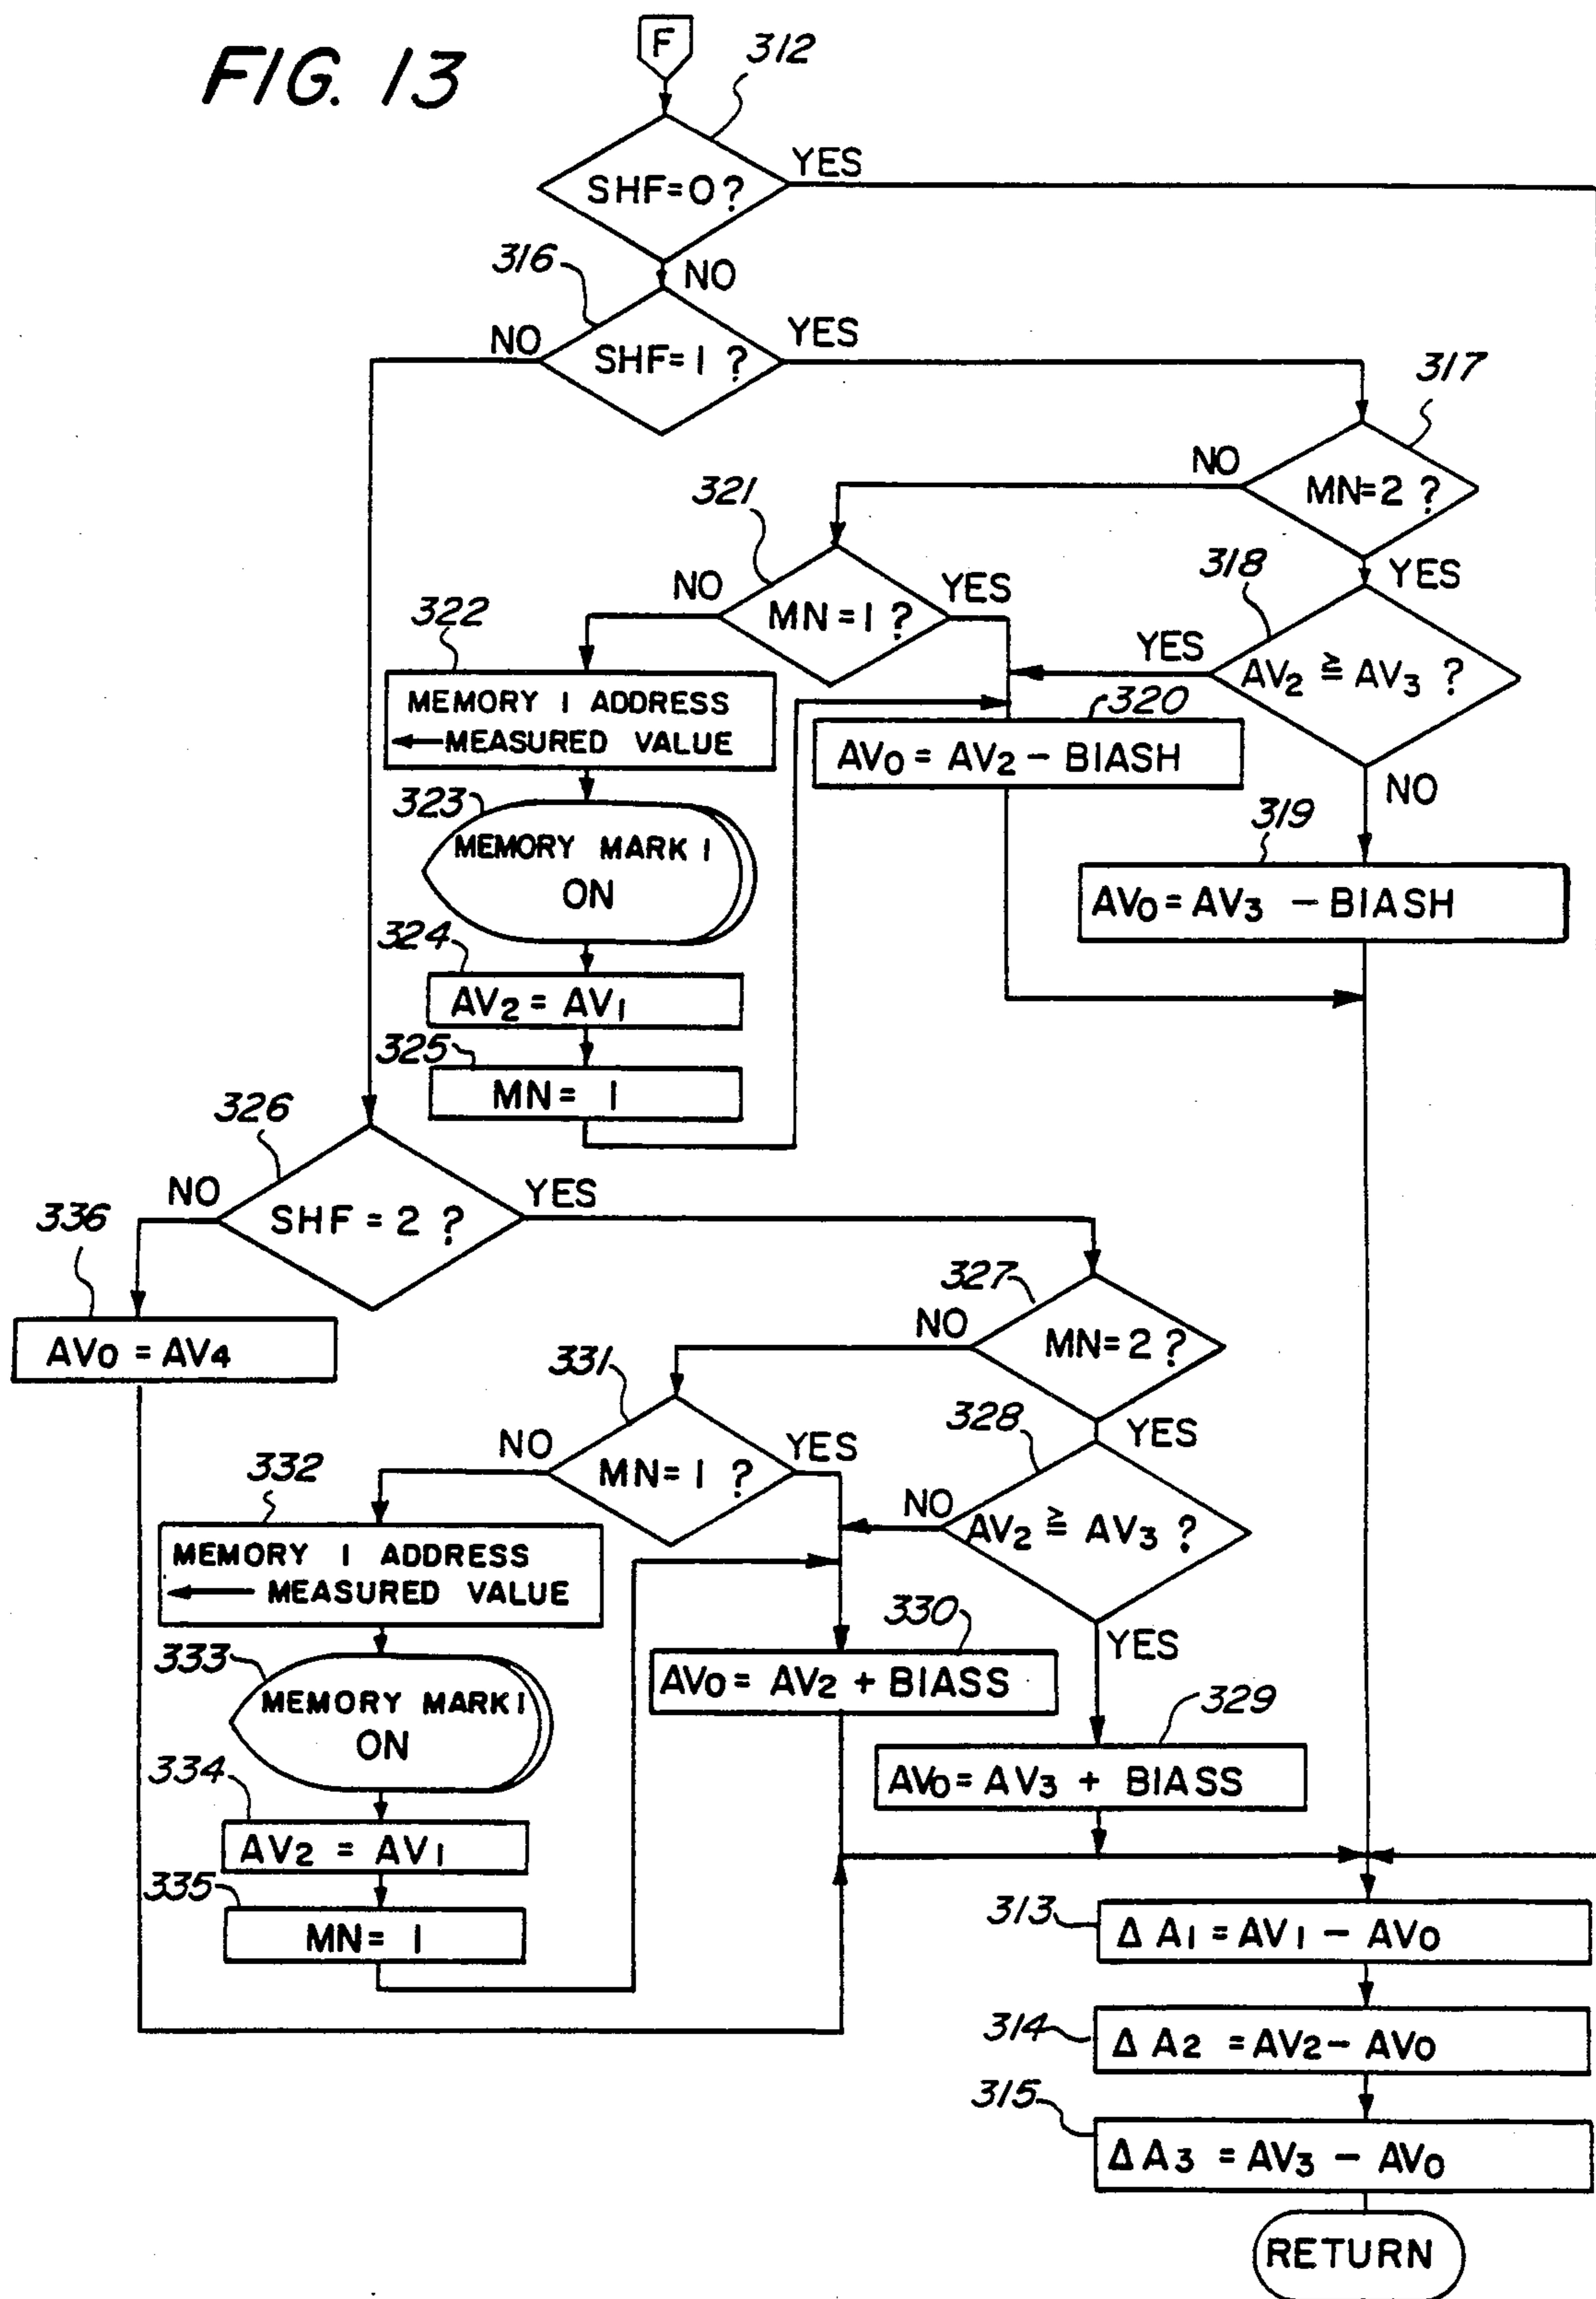 FIG. 13
F
312
SHF=0?
YES
316
NO
NO
SHF=1 ?
YES
317
NO
MN=2 ?
321
318
YES
322
NO
MN=1 ?
YES
YES
AV2 ≧ AV3 ?
MEMORY 1 ADDRESS
←MEASURED VALUE
320
AV0 = AV2 - BIASH
NO
323
MEMORY MARK 1
ON
319
AV0 = AV3 - BIASH
324
AV2 = AV1
325
MN= 1
326
NO
SHF = 2 ?
YES
336
AV0 = AV4
327
NO
MN=2 ?
331
328
YES
332
NO
MN= 1 ?
YES
NO
AV2 ≧ AV3 ?
MEMORY 1 ADDRESS
← MEASURED VALUE
330
AV0 = AV2 + BIASS
YES
333
MEMORY MARK 1
ON
329
AV0 = AV3 + BIASS
334
AV2 = AV1
335
MN= 1
313
Δ A1 = AV1 - AV0
314
Δ A2 = AV2 - AV0
315
Δ A3 = AV3 - AV0
RETURN